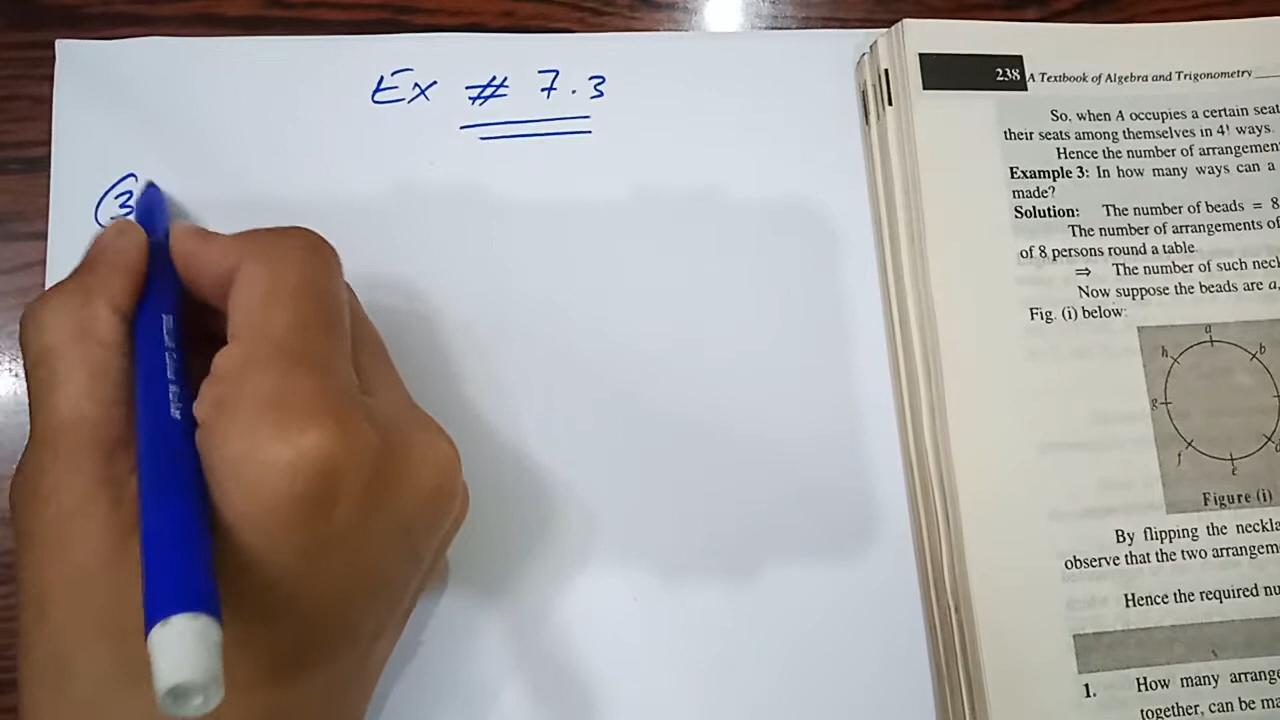 Ex # 7.3
3
238 A Textbook of Algebra and Trigonometry
So, when A occupies a certain seat
their seats among themselves in 4! ways.
Hence the number of arrangemen
Example 3: In how many ways can a
made?
Solution: The number of beads = 8
The number of arrangements of
of 8 persons round a table.
⇒ The number of such neck
Now suppose the beads are a,
Fig. (i) below:
a
h b
g
f
e
Figure (i)
By flipping the neckla
observe that the two arrangem
Hence the required nu
1. How many arrange
together, can be ma